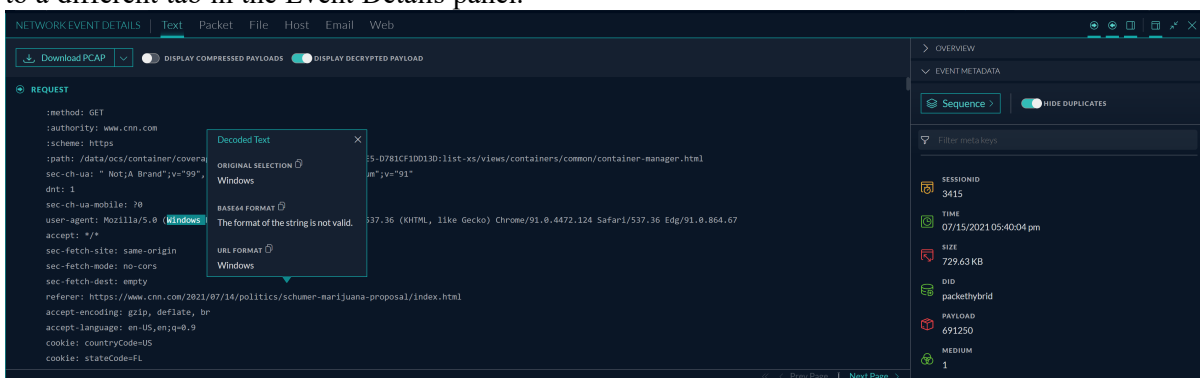 to a different tab in the Event Details panel.
NETWORK EVENT DETAILS | Text Packet File Host Email Web
Download PCAP DISPLAY COMPRESSED PAYLOADS DISPLAY DECRYPTED PAYLOAD
REQUEST
:method: GET
:authority: www.cnn.com
:scheme: https
:path: /data/ocs/container/covera E5-D781CF1DD13D:list-xs/views/containers/common/container-manager.html
sec-ch-ua: " Not;A Brand";v="99", um";v="91"
dnt: 1
sec-ch-ua-mobile: ?0
user-agent: Mozilla/5.0 (Windows 537.36 (KHTML, like Gecko) Chrome/91.0.4472.124 Safari/537.36 Edg/91.0.864.67
accept: */*
sec-fetch-site: same-origin
sec-fetch-mode: no-cors
sec-fetch-dest: empty
referer: https://www.cnn.com/2021/07/14/politics/schumer-marijuana-proposal/index.html
accept-encoding: gzip, deflate, br
accept-language: en-US,en;q=0.9
cookie: countryCode=US
cookie: stateCode=FL
Decoded Text
ORIGINAL SELECTION
Windows
BASE64 FORMAT
The format of the string is not valid.
URL FORMAT
Windows
Prev Page | Next Page
OVERVIEW
EVENT METADATA
Sequence HIDE DUPLICATES
Filter meta keys
SESSIONID
3415
TIME
07/15/2021 05:40:04 pm
SIZE
729.63 KB
DID
packethybrid
PAYLOAD
691250
MEDIUM
1